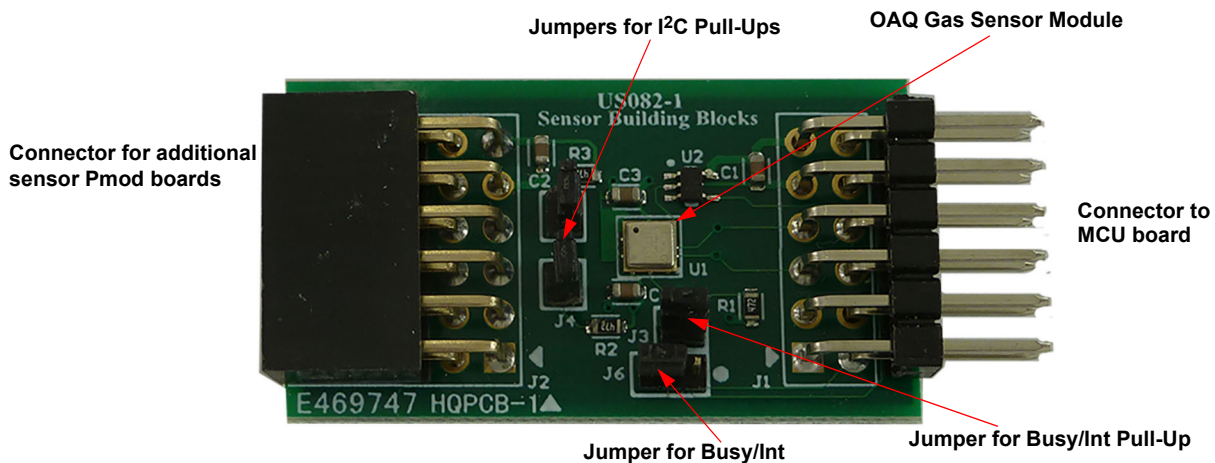 Jumpers for I²C Pull-Ups
OAQ Gas Sensor Module
Connector for additional
sensor Pmod boards
Connector to
MCU board
US082-1
Sensor Building Blocks
R3
C2
C3
U2
C1
U1
J4
R2
J3
R1
J6
J2
J1
E469747 HQPCB-1
Jumper for Busy/Int
Jumper for Busy/Int Pull-Up